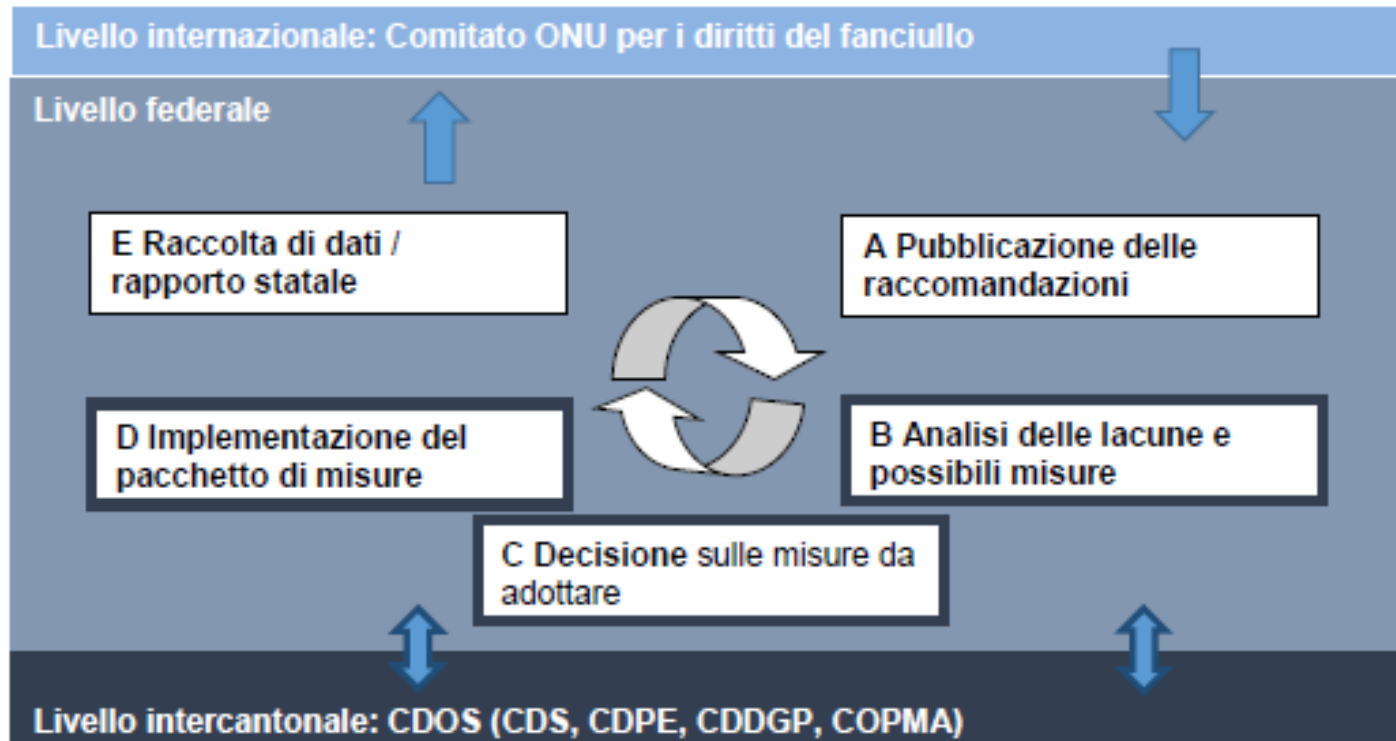 Livello internazionale: Comitato ONU per i diritti del fanciullo
Livello federale
E Raccolta di dati /
rapporto statale
A Pubblicazione delle
raccomandazioni
D Implementazione del
pacchetto di misure
B Analisi delle lacune e
possibili misure
C Decisione sulle misure da
adottare
Livello intercantonale: CDOS (CDS, CDPE, CDDGP, COPMA)